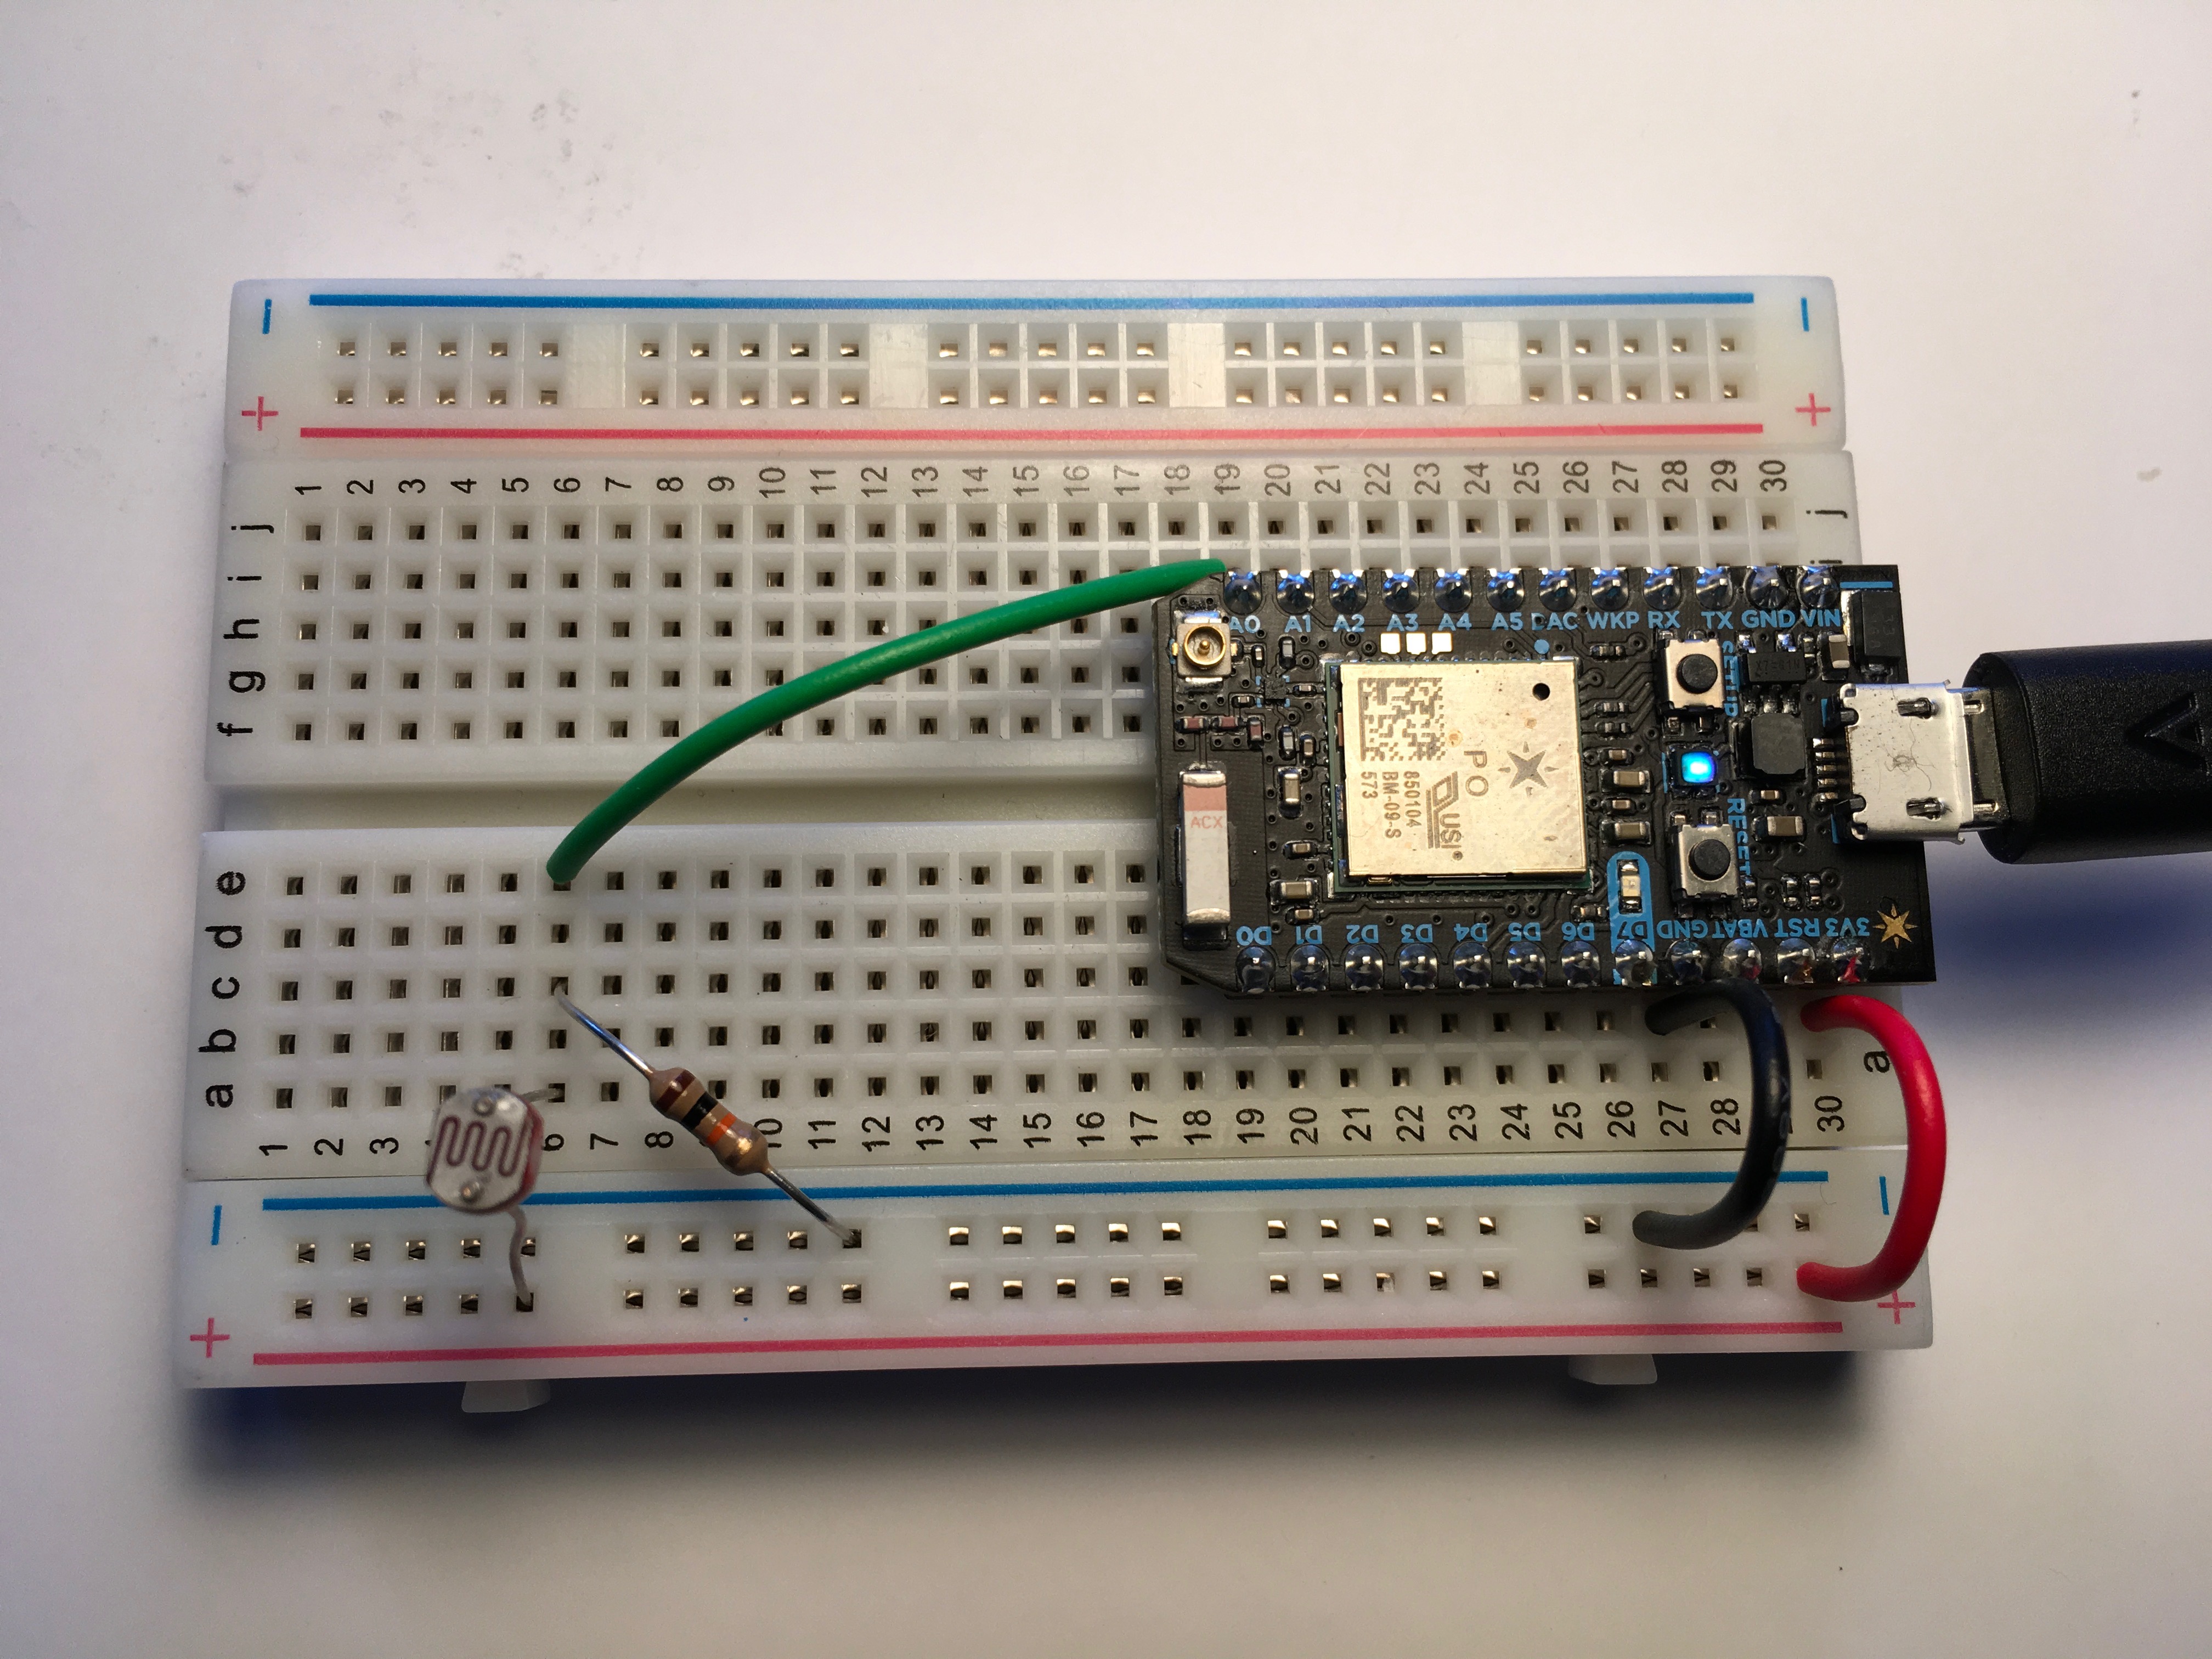 - -
+ +
1 2 3 4 5 6 7 8 9 10 11 12 13 14 15 16 17 18 19 20 21 22 23 24 25 26 27 28 29 30
j j
i
h
g
f
A0 A1 A2 A3 A4 A5 DAC WKP RX TX GND VIN
SETUP
PO
USI
850104
BM-09-S
573
ACX
RESET
D0 D1 D2 D3 D4 D5 D6 D7 GND VBAT RST 3V3
e
d
c
b
a a
1 2 3 6 7 8 10 11 12 13 14 15 16 17 18 19 20 21 22 23 24 25 26 27 28 30
- -
+ +